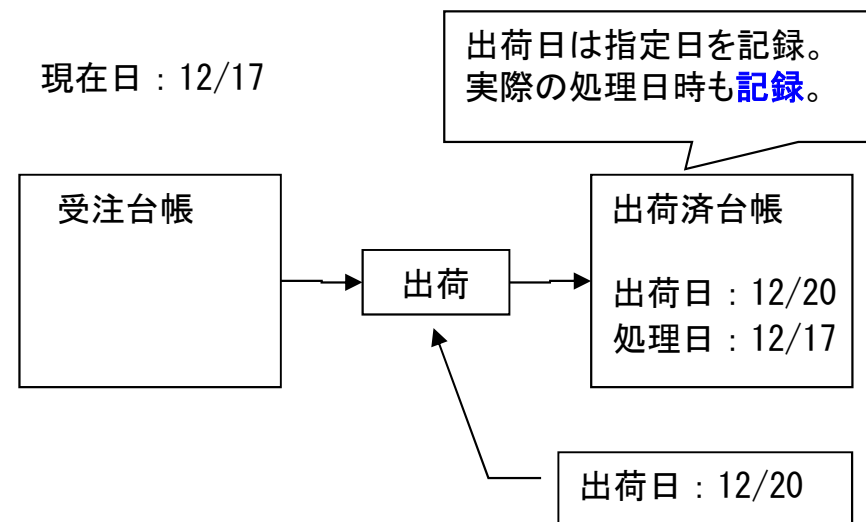 現在日：12/17
出荷日は指定日を記録。
実際の処理日時も記録。
受注台帳
出荷
出荷済台帳
出荷日：12/20
処理日：12/17
出荷日：12/20